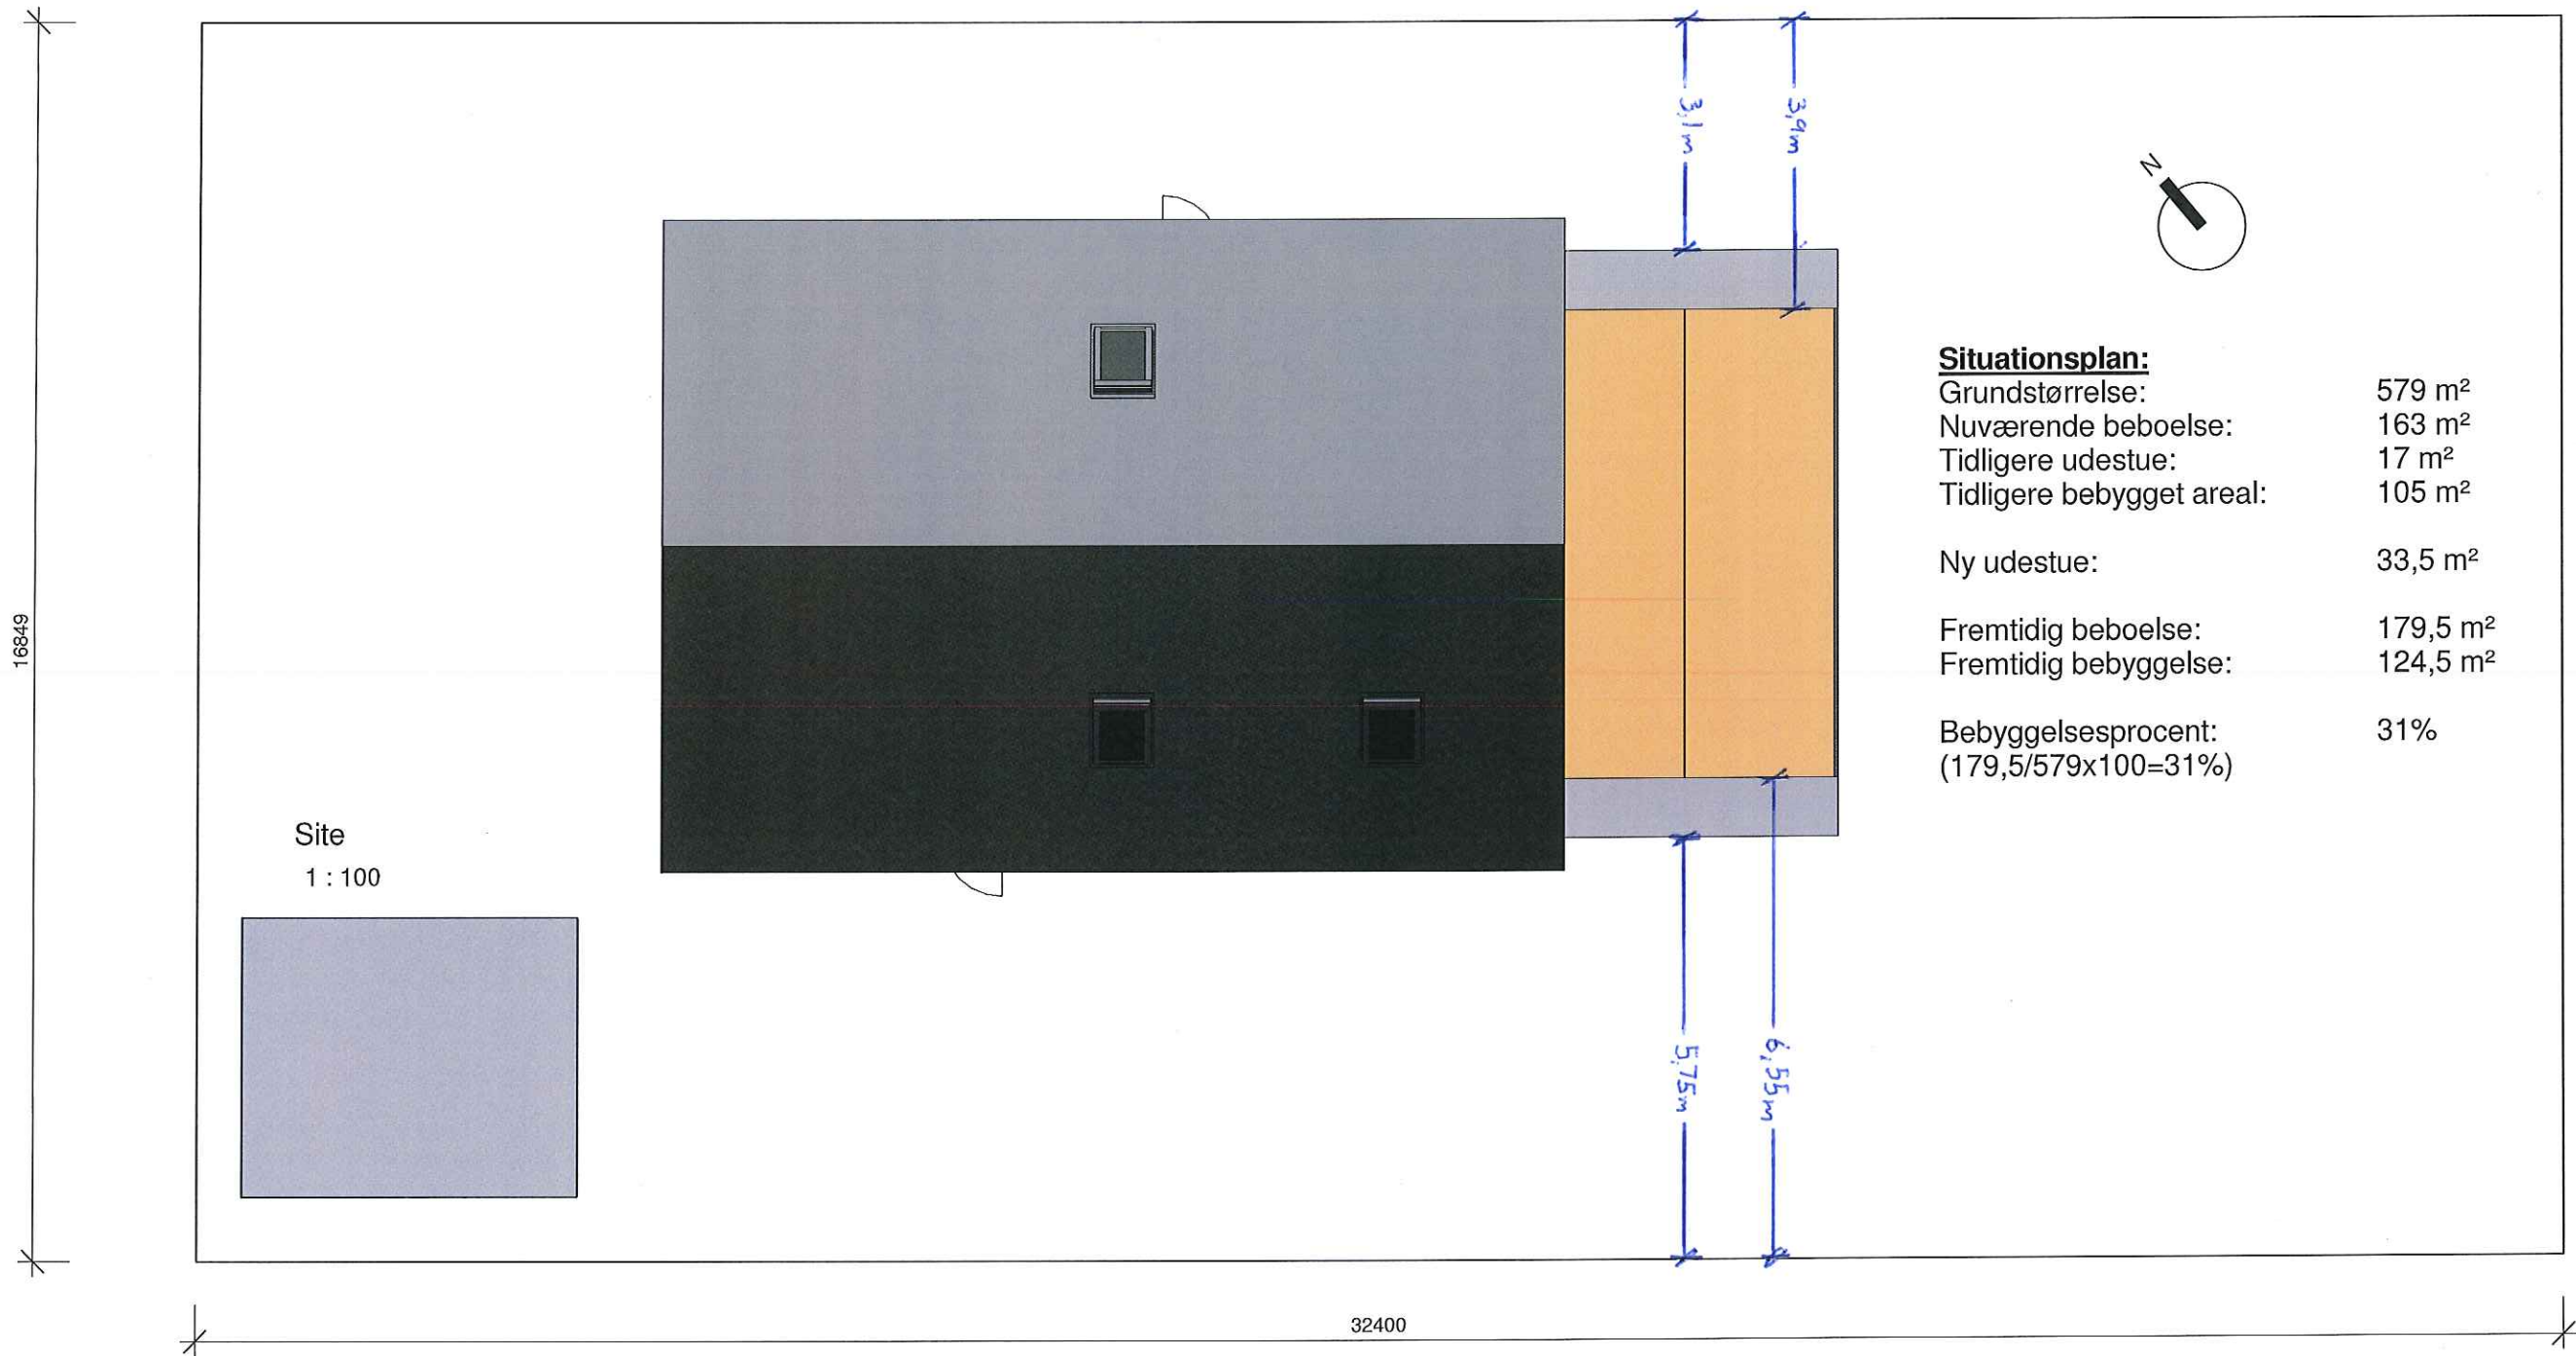 3,1m
3,9m
N
Situationsplan:
Grundstørrelse: 579 m²
Nuværende beboelse: 163 m²
Tidligere udestue: 17 m²
Tidligere bebygget areal: 105 m²
Ny udestue: 33,5 m²
Fremtidig beboelse: 179,5 m²
Fremtidig bebyggelse: 124,5 m²
Bebyggelsesprocent: 31%
(179,5/579x100=31%)
16849
Site
1 : 100
5,75m
6,55m
32400